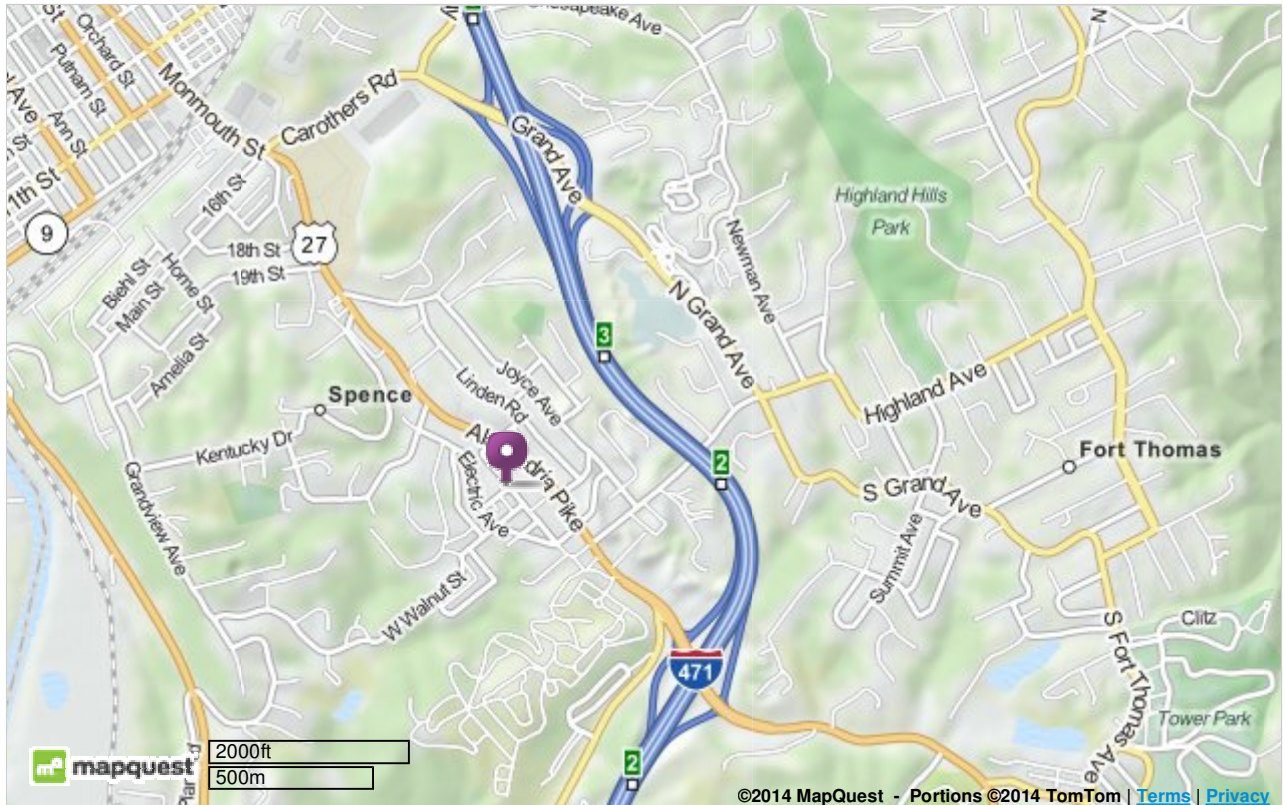 St
Orchard St
Putnam St
Ave
Ann St
11th St
St
9
Monmouth St
Carothers Rd
Chesapeake Ave
N
Grand Ave
16th St
18th St
19th St
27
Biehl St
Main St
Home St
Amelia St
Newman Ave
Highland Hills
Park
N Grand Ave
3
Joyce Ave
Linden Rd
Spence
Kentucky Dr
Alexandria Pike
Electric Ave
Grandview Ave
W Walnut St
Highland Ave
2
S Grand Ave
Summit Ave
Fort Thomas
471
2
Clitz
S Fort Thomas Ave
Tower Park
mapquest
2000ft
500m
©2014 MapQuest - Portions ©2014 TomTom | Terms | Privacy